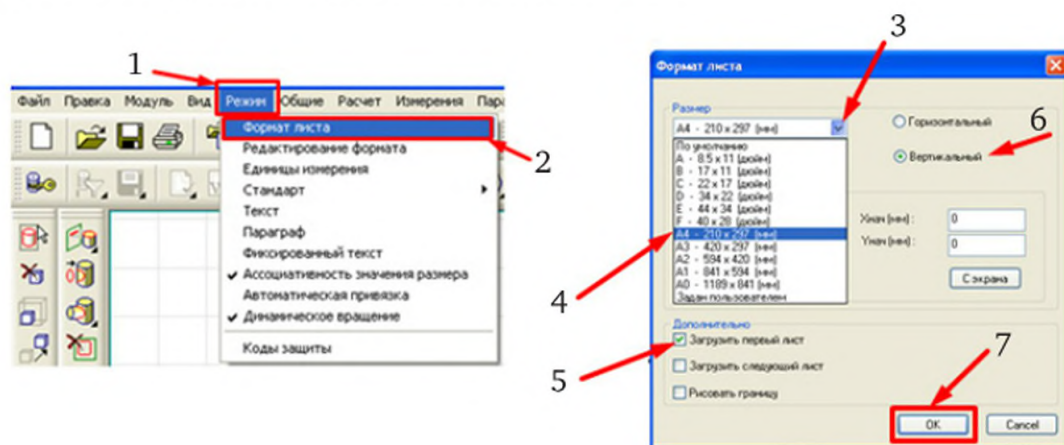 1
Файл Правка Модуль Вид Режим Общие Расчет Измерения Пара
Формат листа
2
Редактирование формата
Единицы измерения
Стандарт
Текст
Параграф
Фиксированный текст
Ассоциативность значения размера
Автоматическая привязка
Динамическое вращение
Коды защиты
3
Формат листа
Размер
A4 - 210 x 297 (мм)
Горизонтальный
6
Вертикальный
По умолчанию
A - 8.5 x 11 (дюйм)
B - 17 x 11 (дюйм)
C - 22 x 17 (дюйм)
D - 34 x 22 (дюйм)
E - 44 x 34 (дюйм)
F - 40 x 28 (дюйм)
A4 - 210 x 297 (мм)
A3 - 420 x 297 (мм)
A2 - 594 x 420 (мм)
A1 - 841 x 594 (мм)
A0 - 1189 x 841 (мм)
Задан пользователем
4
Xнач (мм) : 0
Yнач (мм) : 0
С экрана
Дополнительно
5
Загрузить первый лист
Загрузить следующий лист
Рисовать границу
7
OK Cancel